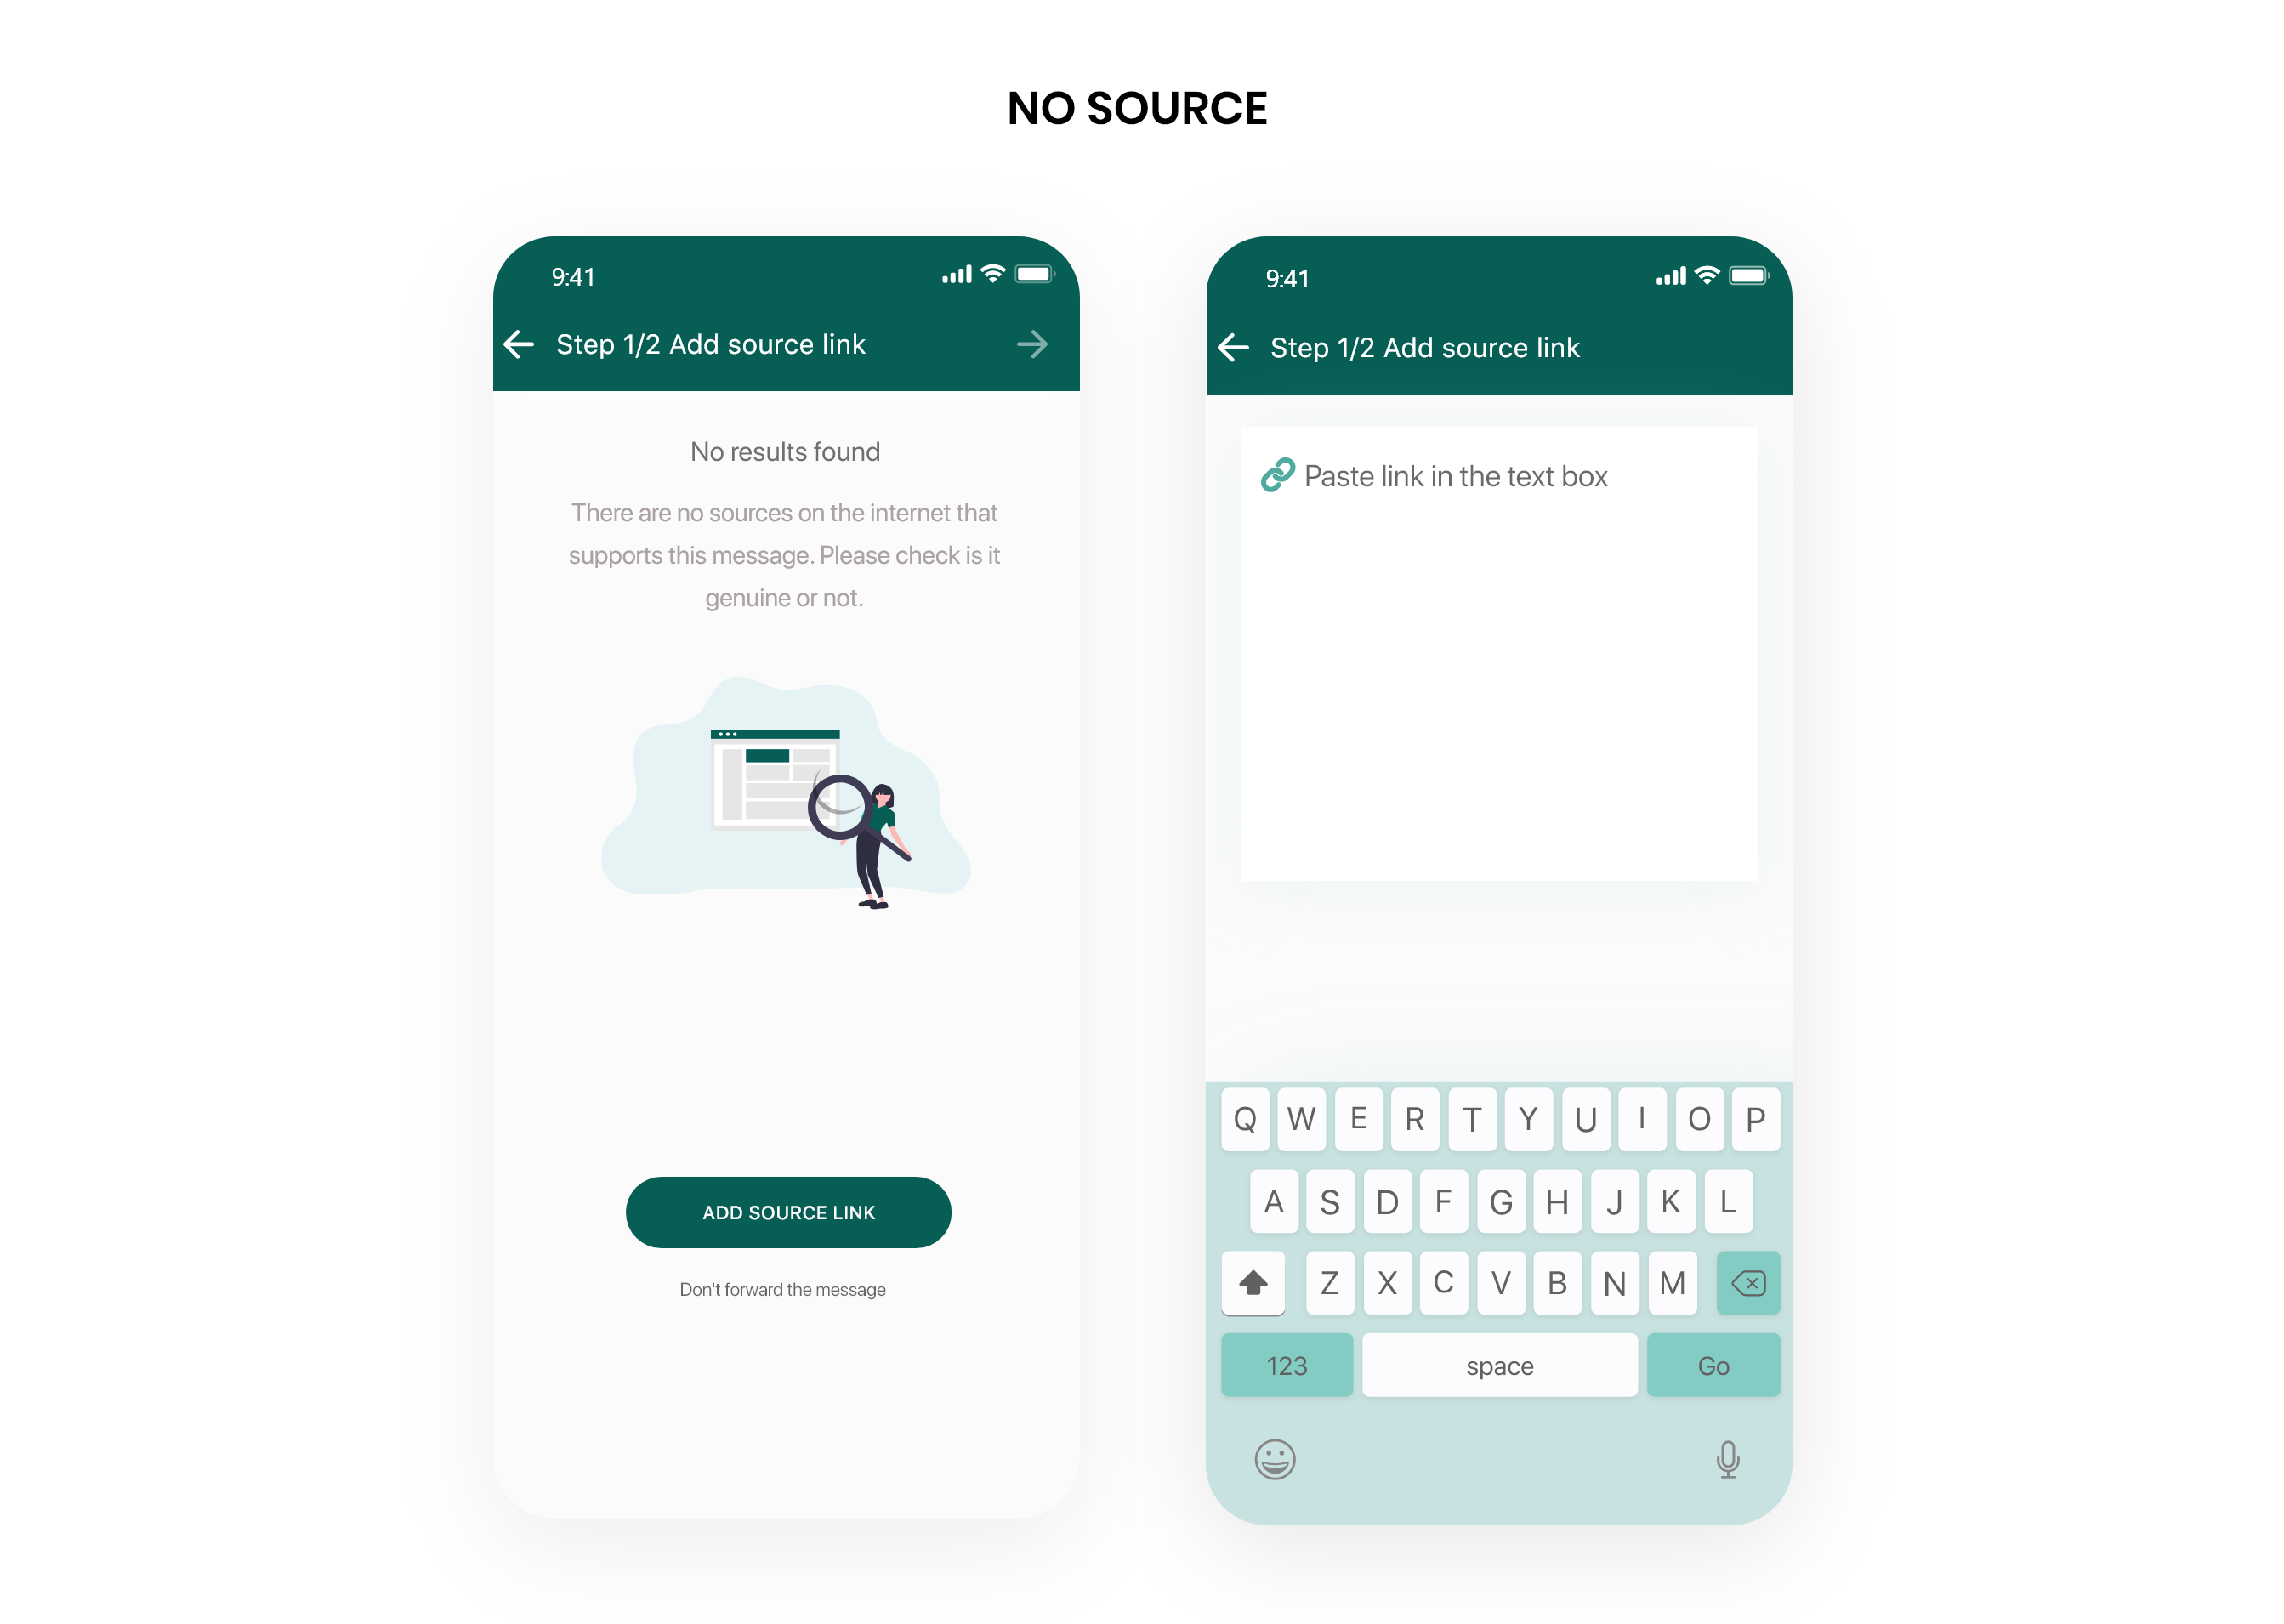 NO SOURCE
9:41
Step 1/2 Add source link
No results found
There are no sources on the internet that
supports this message. Please check is it
genuine or not.
ADD SOURCE LINK
Don't forward the message
9:41
Step 1/2 Add source link
Paste link in the text box
Q W E R T Y U I O P
A S D F G H J K L
Z X C V B N M
123 space Go